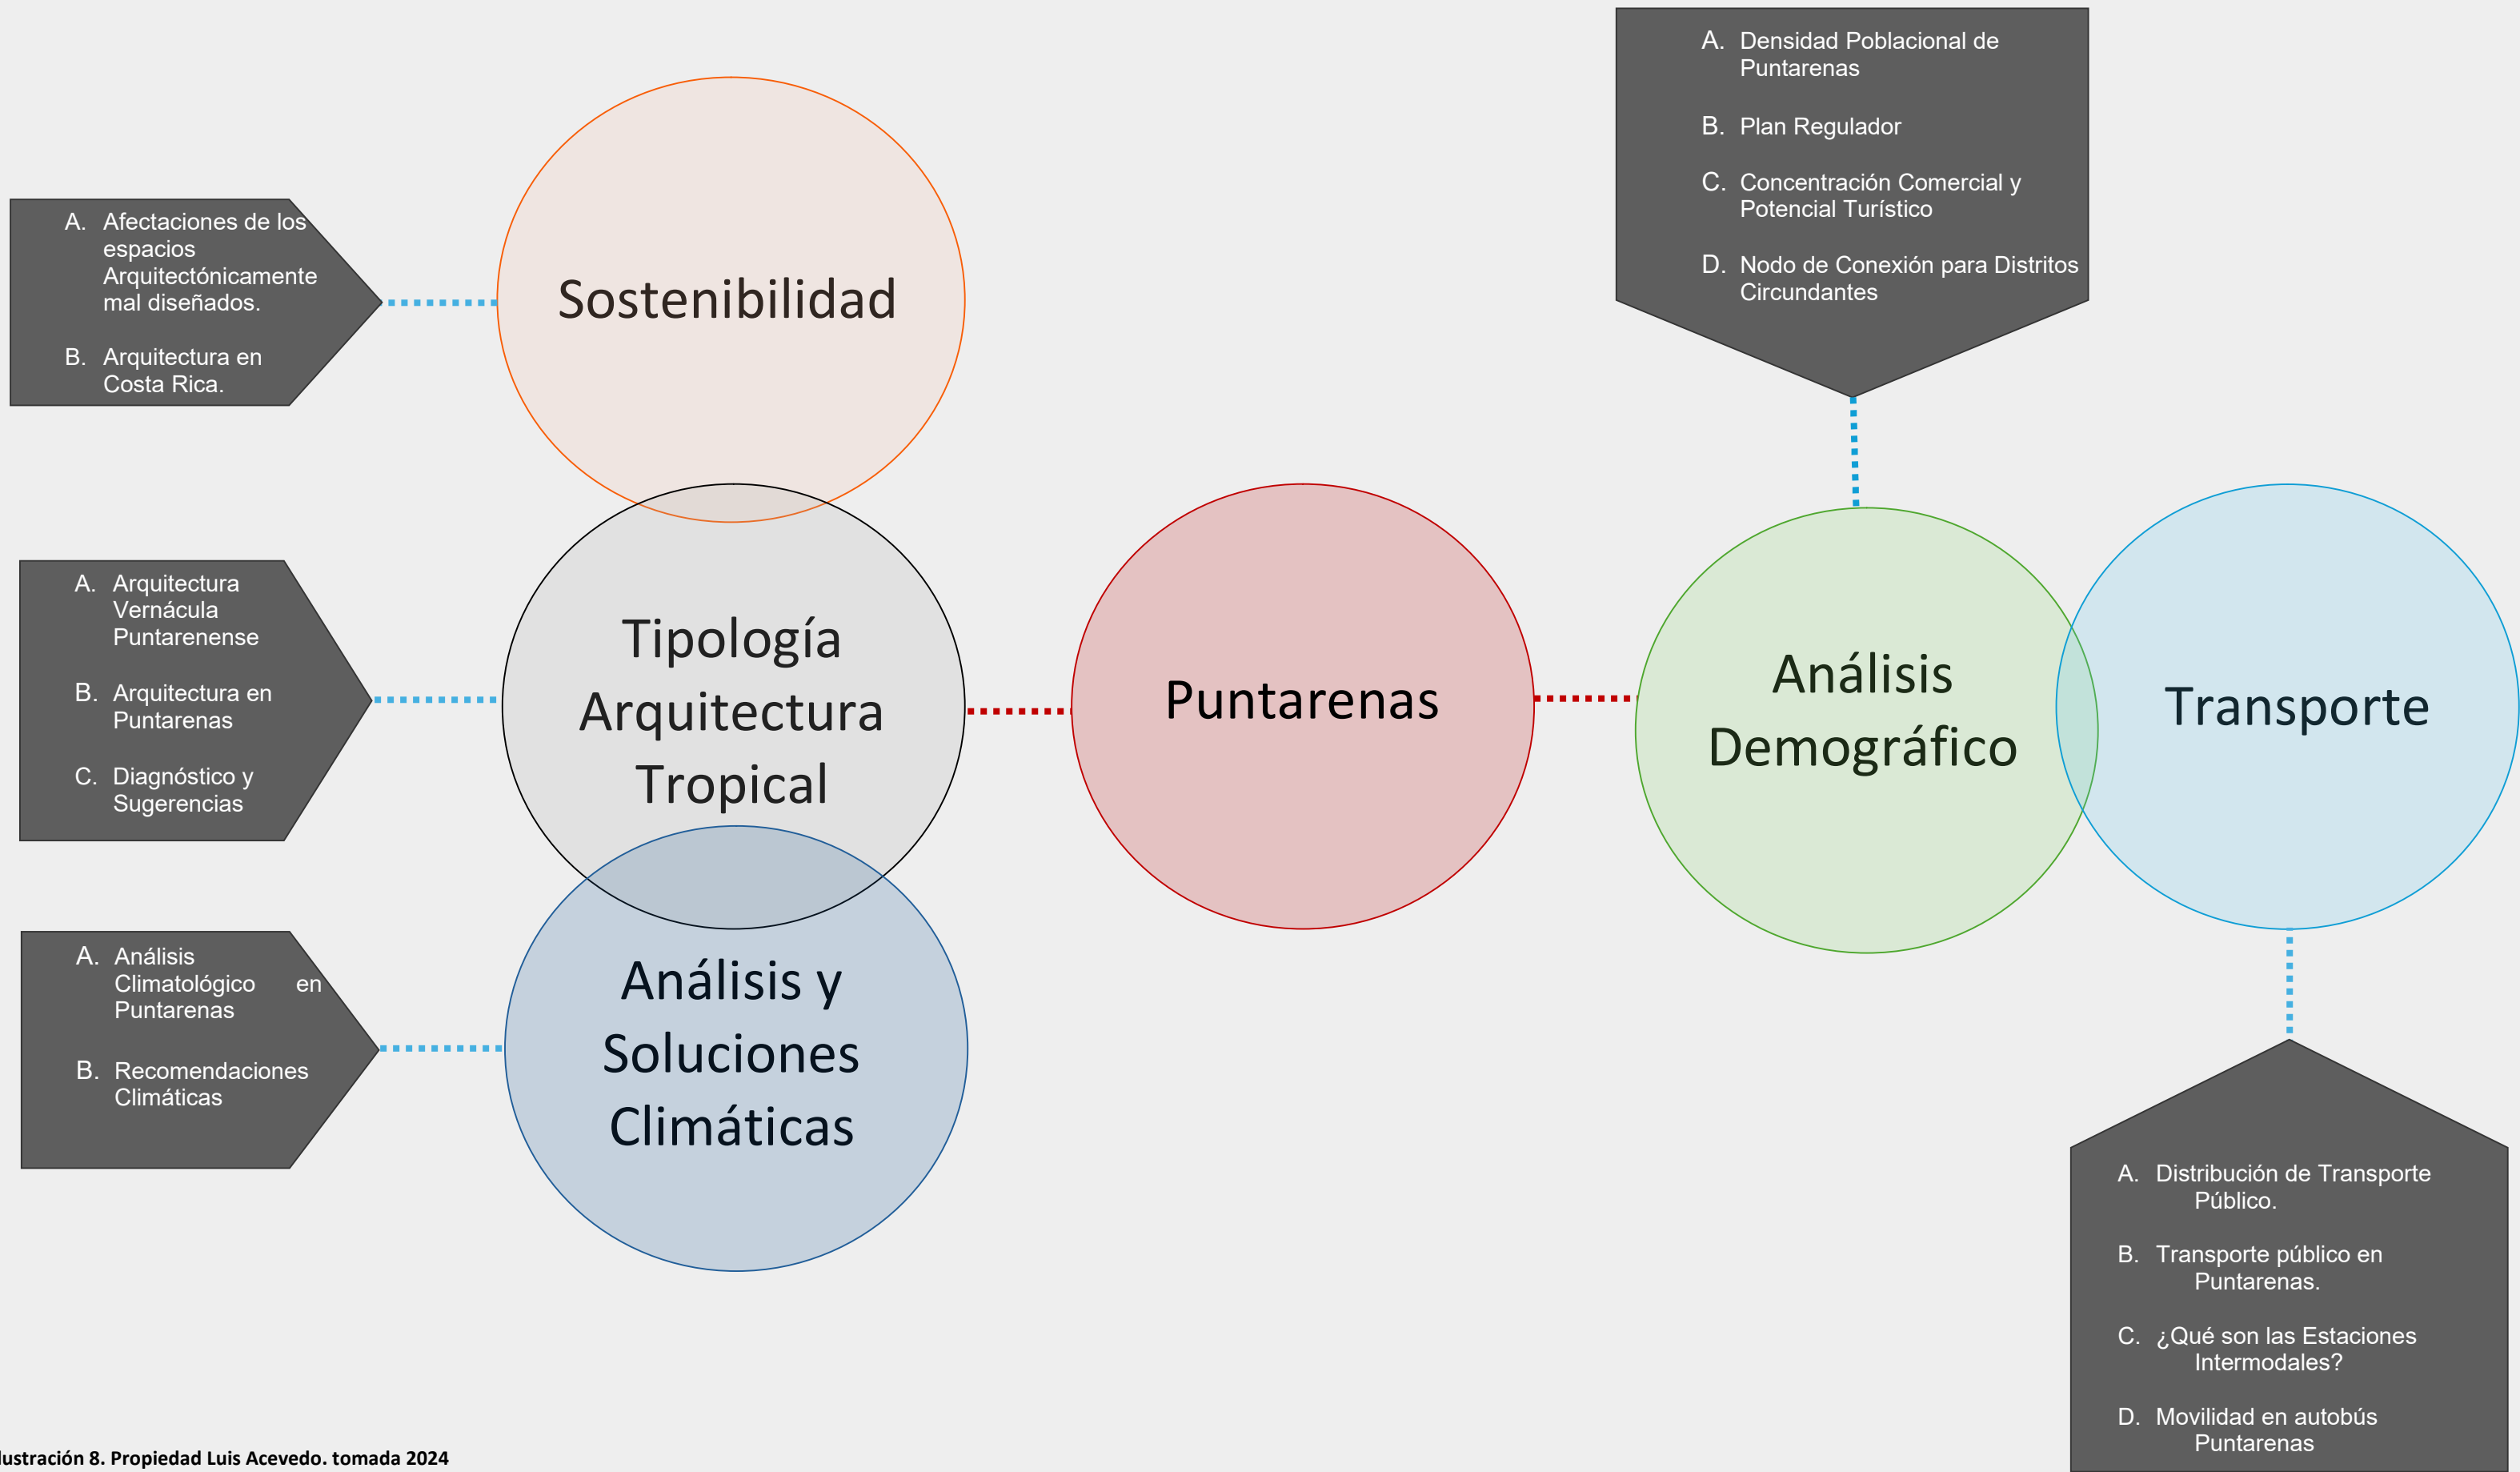 A. Densidad Poblacional de
Puntarenas
B. Plan Regulador
C. Concentración Comercial y
Potencial Turístico
D. Nodo de Conexión para Distritos
Circundantes
A. Afectaciones de los
espacios
Arquitectónicamente
mal diseñados.
B. Arquitectura en
Costa Rica.
Sostenibilidad
A. Arquitectura
Vernácula
Puntarenense
B. Arquitectura en
Puntarenas
C. Diagnóstico y
Sugerencias
Tipología
Arquitectura
Tropical
Puntarenas
Análisis
Demográfico
Transporte
A. Análisis
Climatológico en
Puntarenas
B. Recomendaciones
Climáticas
Análisis y
Soluciones
Climáticas
A. Distribución de Transporte
Público.
B. Transporte público en
Puntarenas.
C. ¿Qué son las Estaciones
Intermodales?
D. Movilidad en autobús
Puntarenas
lustración 8. Propiedad Luis Acevedo. tomada 2024